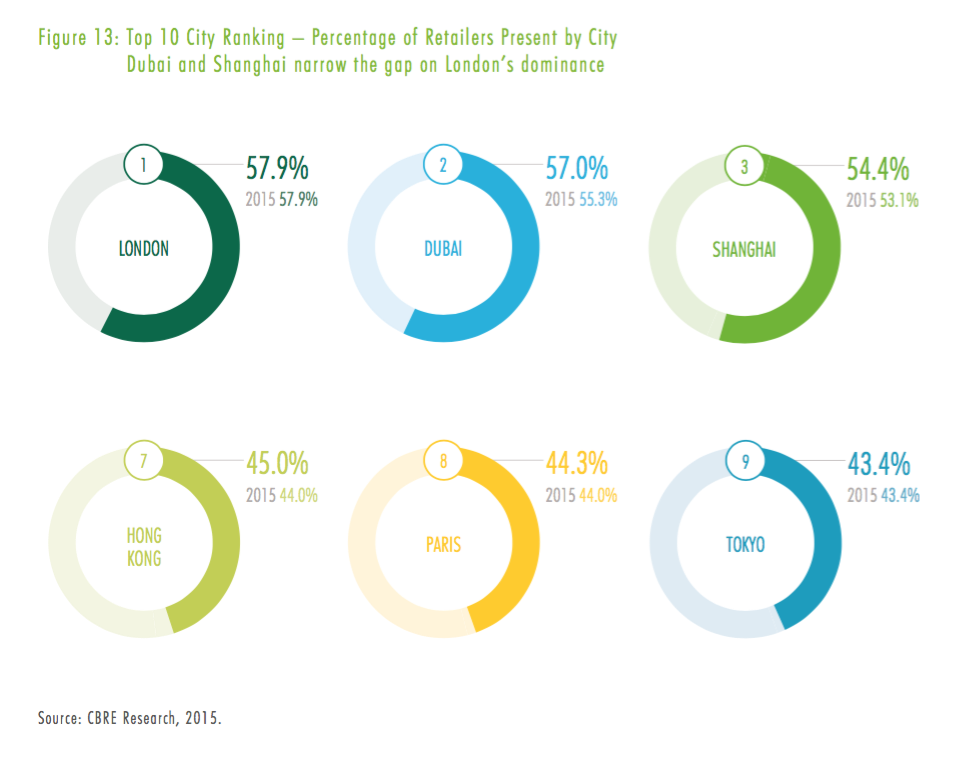 Figure 13: Top 10 City Ranking – Percentage of Retailers Present by City
Dubai and Shanghai narrow the gap on London's dominance
1
57.9%
2015 57.9%
LONDON
2
57.0%
2015 55.3%
DUBAI
3
54.4%
2015 53.1%
SHANGHAI
7
45.0%
2015 44.0%
HONG
KONG
8
44.3%
2015 44.0%
PARIS
9
43.4%
2015 43.4%
TOKYO
Source: CBRE Research, 2015.